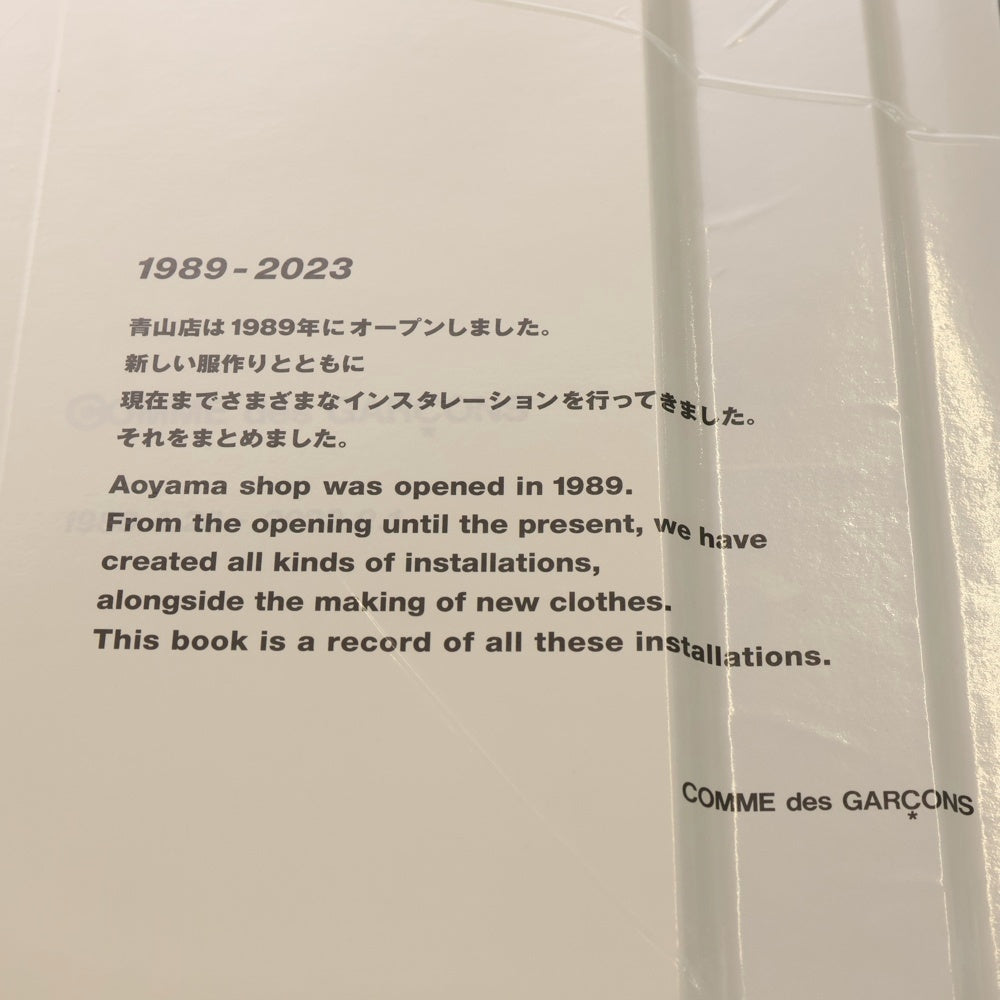 1989 - 2023
青山店は1989年にオープンしました。
新しい服作りとともに
現在までさまざまなインスタレーションを行ってきました。
それをまとめました。
Aoyama shop was opened in 1989.
From the opening until the present, we have
created all kinds of installations,
alongside the making of new clothes.
This book is a record of all these installations.
COMME des GARÇONS
*